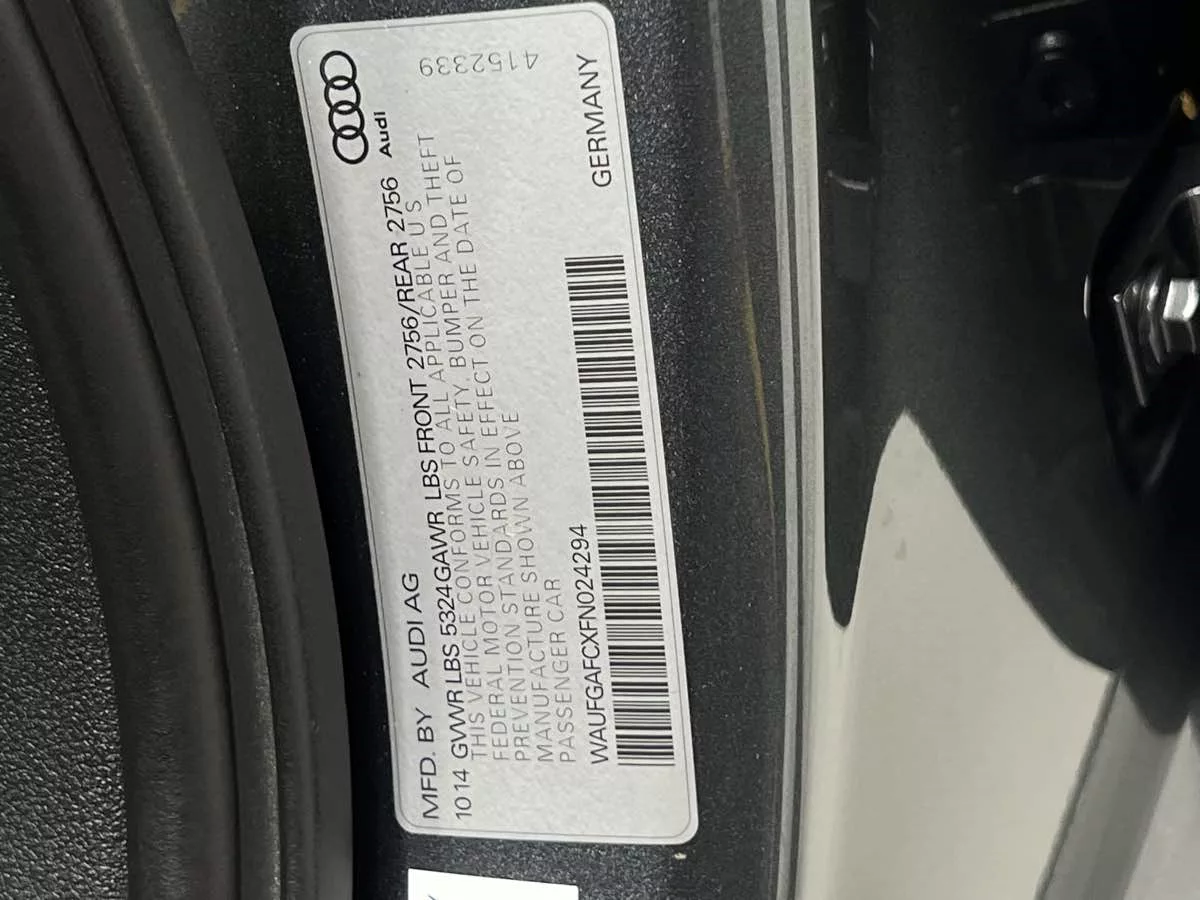 Audi
4152339
MFD. BY AUDI AG
1014 GVWR LBS 5324 GAWR LBS FRONT 2756/REAR 2756
THIS VEHICLE CONFORMS TO ALL APPLICABLE U S
FEDERAL MOTOR VEHICLE SAFETY, BUMPER AND THEFT
PREVENTION STANDARDS IN EFFECT ON THE DATE OF
MANUFACTURE SHOWN ABOVE
PASSENGER CAR
WAUFGAFCXFN024294
GERMANY